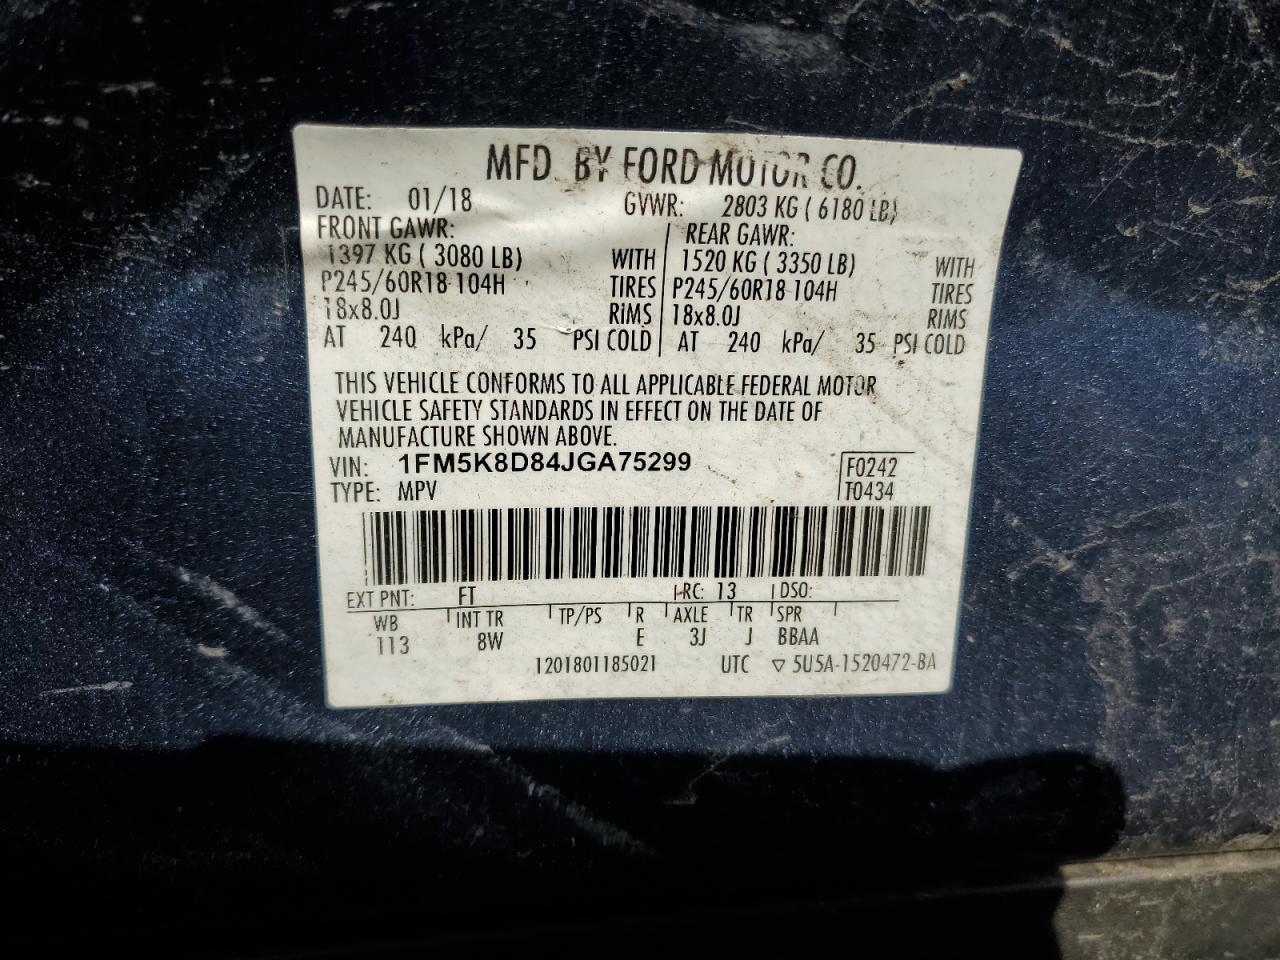 MFD BY FORD MOTOR CO.
DATE: 01/18 GVWR: 2803 KG ( 6180 LB)
FRONT GAWR: REAR GAWR:
1397 KG ( 3080 LB) WITH 1520 KG ( 3350 LB) WITH
P245/60R18 104H TIRES P245/60R18 104H TIRES
18x8.0J RIMS 18x8.0J RIMS
AT 240 kPa/ 35 PSI COLD AT 240 kPa/ 35 PSI COLD
THIS VEHICLE CONFORMS TO ALL APPLICABLE FEDERAL MOTOR
VEHICLE SAFETY STANDARDS IN EFFECT ON THE DATE OF
MANUFACTURE SHOWN ABOVE.
VIN: 1FM5K8D84JGA75299 F0242
TYPE: MPV T0434
EXT PNT: FT RC: 13 DSO:
WB INT TR TP/PS R AXLE TR SPR
113 8W E 3J J BBAA
1201801185021 UTC ▽ 5U5A-1520472-BA